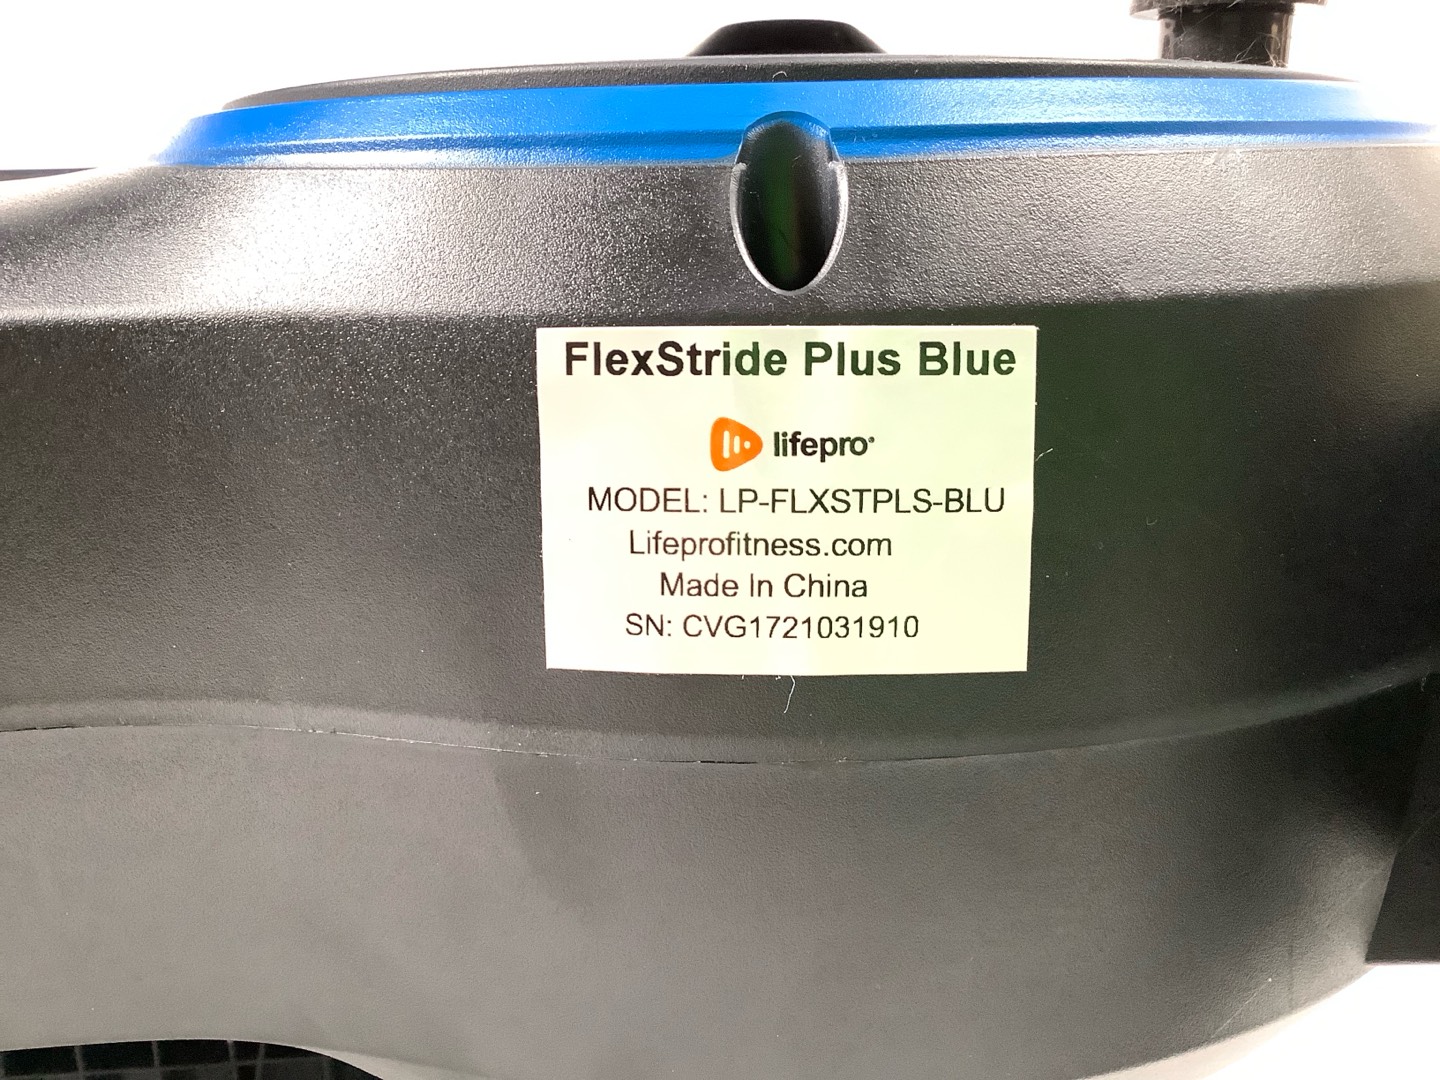 FlexStride Plus Blue
lifepro®
MODEL: LP-FLXSTPLS-BLU
Lifeprofitness.com
Made In China
SN: CVG1721031910